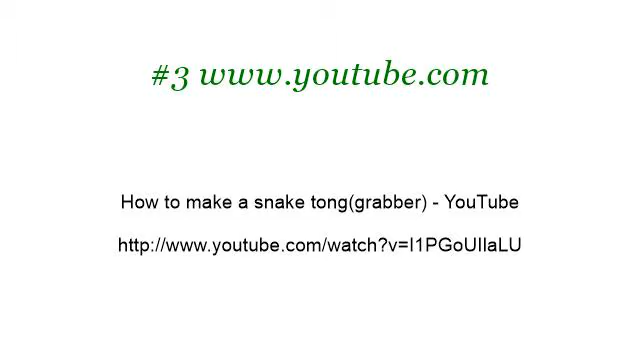 #3 www.youtube.com
How to make a snake tong(grabber) - YouTube
http://www.youtube.com/watch?v=I1PGoUIlaLU